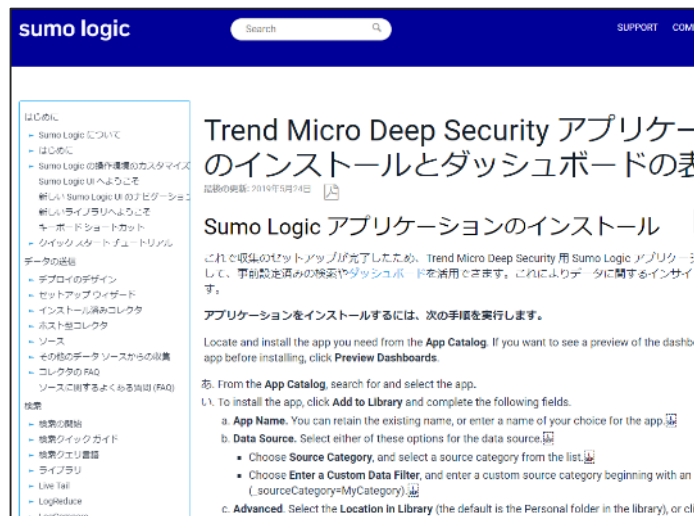 sumo logic
Search
SUPPORT COM
はじめに
Sumo Logic について
はじめに
Sumo Logic の操作環境のカスタマイズ
Sumo Logic UI へようこそ
新しい Sumo Logic UI のナビゲーショ
新しいライブラリへようこそ
キーボード ショートカット
クイック スタート チュートリアル
データの送信
デプロイのデザイン
セットアップ ウィザード
インストール済みコレクタ
ホスト型コレクタ
ソース
その他のデータ ソースからの収集
コレクタの FAQ
ソースに関するよくある質問 (FAQ)
検索
検索の開始
検索クイック ガイド
検索クエリ言語
ライブラリ
Live Tail
LogReduce
LogCompare
Trend Micro Deep Security アプリケー
のインストールとダッシュボードの表
最後の更新: 2019年5月24日
Sumo Logic アプリケーションのインストール
これで収集のセットアップが完了したため、Trend Micro Deep Security 用 Sumo Logic アプリケーシ
して、事前設定済みの検索やダッシュボードを活用できます。これによりデータに関するインサイ
す。
アプリケーションをインストールするには、次の手順を実行します。
Locate and install the app you need from the App Catalog. If you want to see a preview of the dashb
app before installing, click Preview Dashboards.
あ. From the App Catalog, search for and select the app.
い. To install the app, click Add to Library and complete the following fields.
a. App Name. You can retain the existing name, or enter a name of your choice for the app.
b. Data Source. Select either of these options for the data source.
Choose Source Category, and select a source category from the list.
Choose Enter a Custom Data Filter, and enter a custom source category beginning with an
(_sourceCategory=MyCategory).
c. Advanced. Select the Location in Library (the default is the Personal folder in the library), or cl